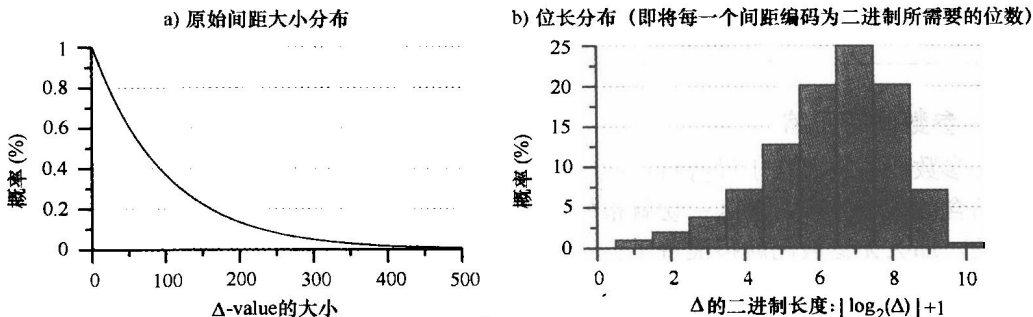 a) 原始间距大小分布
概率 (%)
1
0.8
0.6
0.4
0.2
0
0 100 200 300 400 500
Δ-value的大小
b) 位长分布（即将每一个间距编码为二进制所需要的位数）
概率 (%)
25
20
15
10
5
0
0 2 4 6 8 10
Δ的二进制长度:⌊log₂(Δ)⌋+1